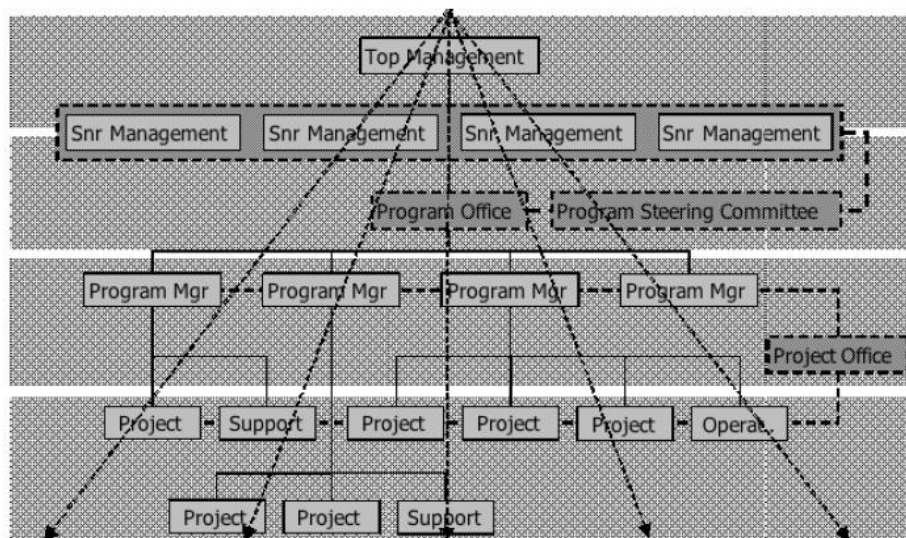 Top Management
Snr Management Snr Management Snr Management Snr Management
Program Office Program Steering Committee
Program Mgr Program Mgr Program Mgr Program Mgr
Project Office
Project Support Project Project Project Operat..
Project Project Support